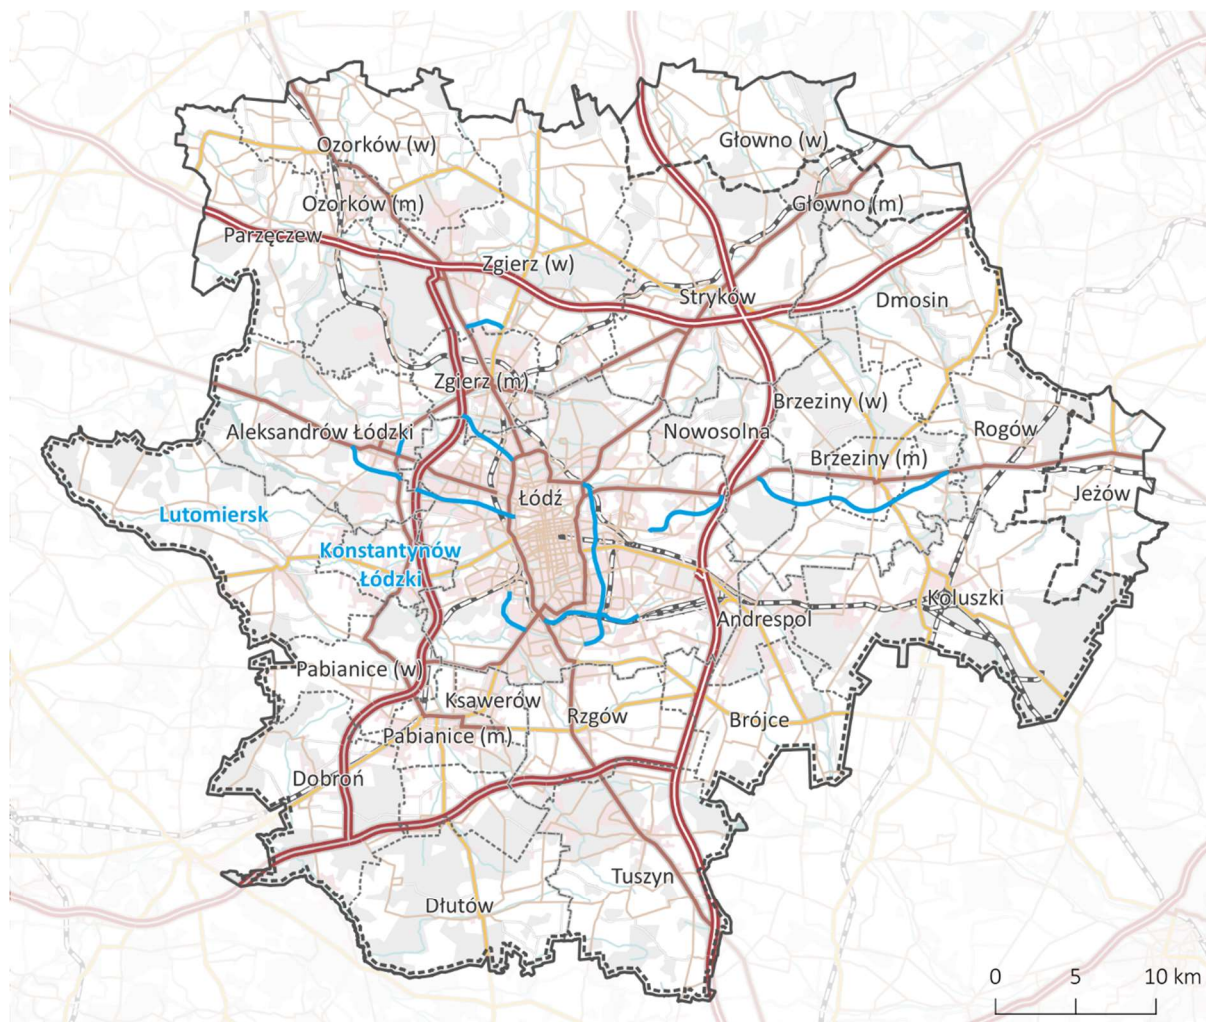 Głowno (w)
Ozorków (w)
Ozorków (m)
Głowno (m)
Parzęczew
Zgierz (w)
Stryków
Dmosin
Zgierz (m)
Brzeziny (w)
Aleksandrów Łódzki
Nowosolna
Rogów
Brzeziny (m)
Łódź
Jeżów
Lutomiersk
Konstantynów
Łódzki
Koluszki
Andrespol
Pabianice (w)
Ksawerów
Rzgów
Brójce
Pabianice (m)
Dobroń
Tuszyn
Dłutów
0 5 10 km